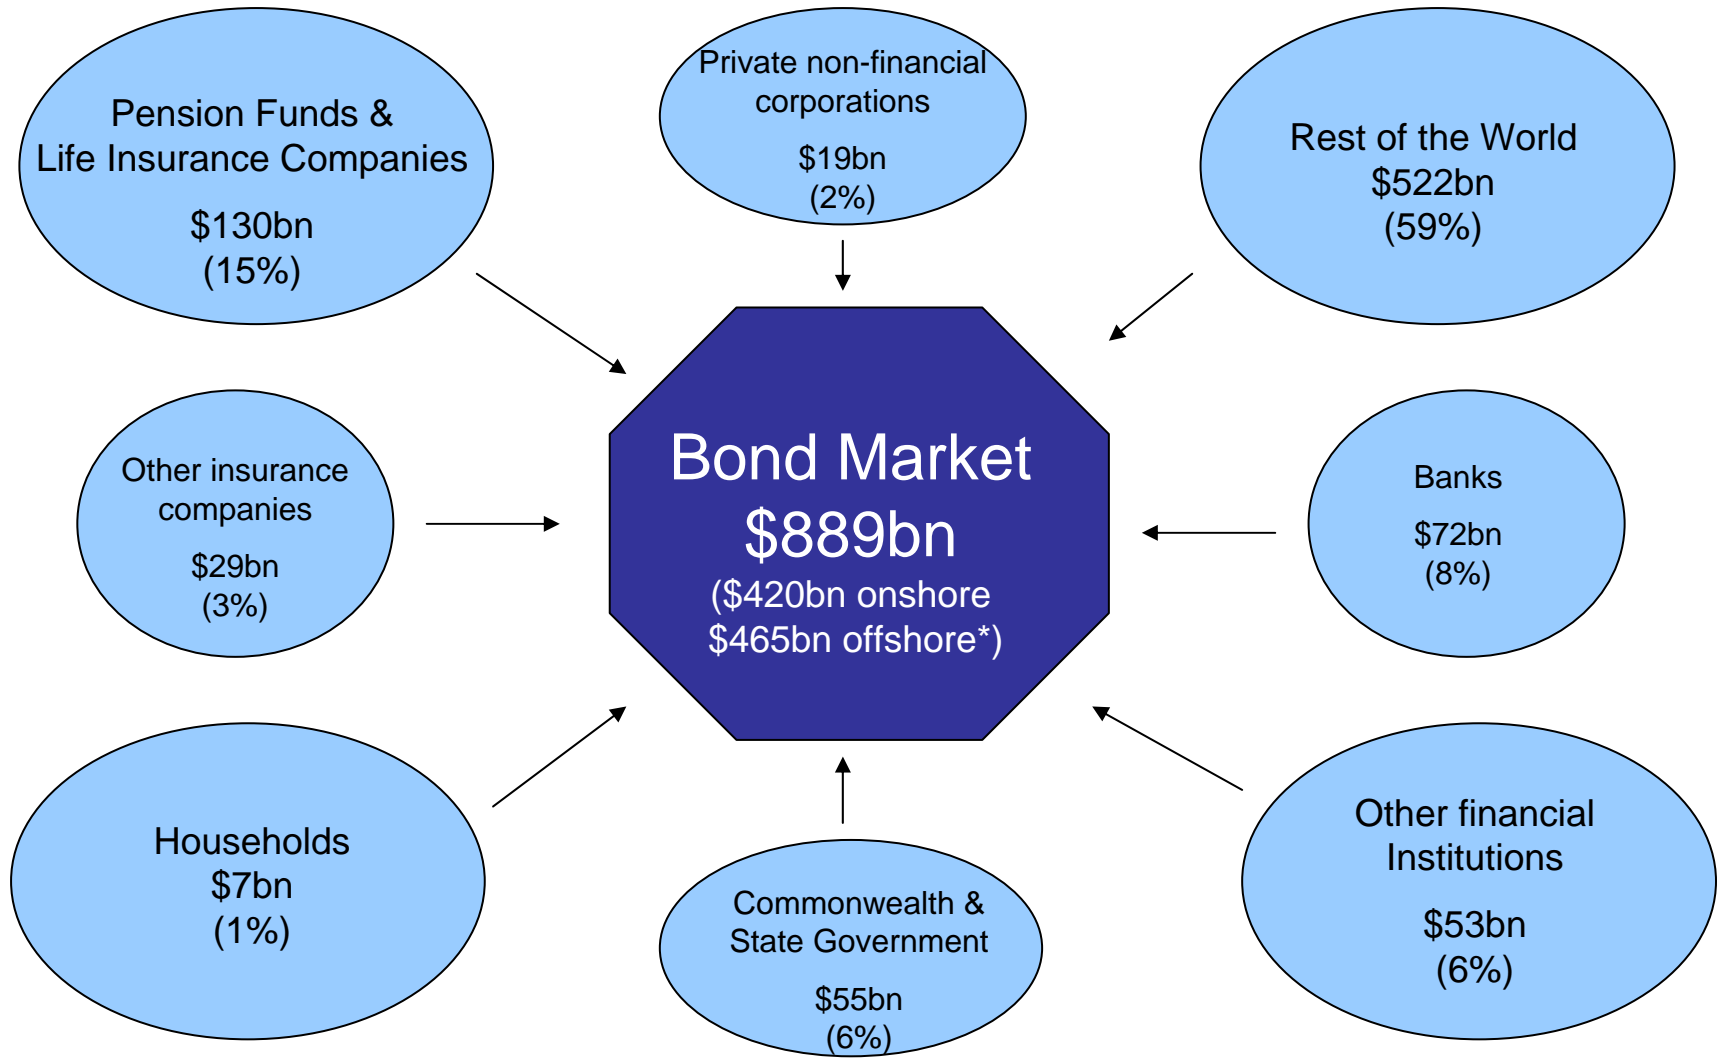 Pension Funds &
Life Insurance Companies
$130bn
(15%)
Private non-financial
corporations
$19bn
(2%)
Rest of the World
$522bn
(59%)
Other insurance
companies
$29bn
(3%)
Bond Market
$889bn
($420bn onshore
$465bn offshore*)
Banks
$72bn
(8%)
Households
$7bn
(1%)
Commonwealth &
State Government
$55bn
(6%)
Other financial
Institutions
$53bn
(6%)